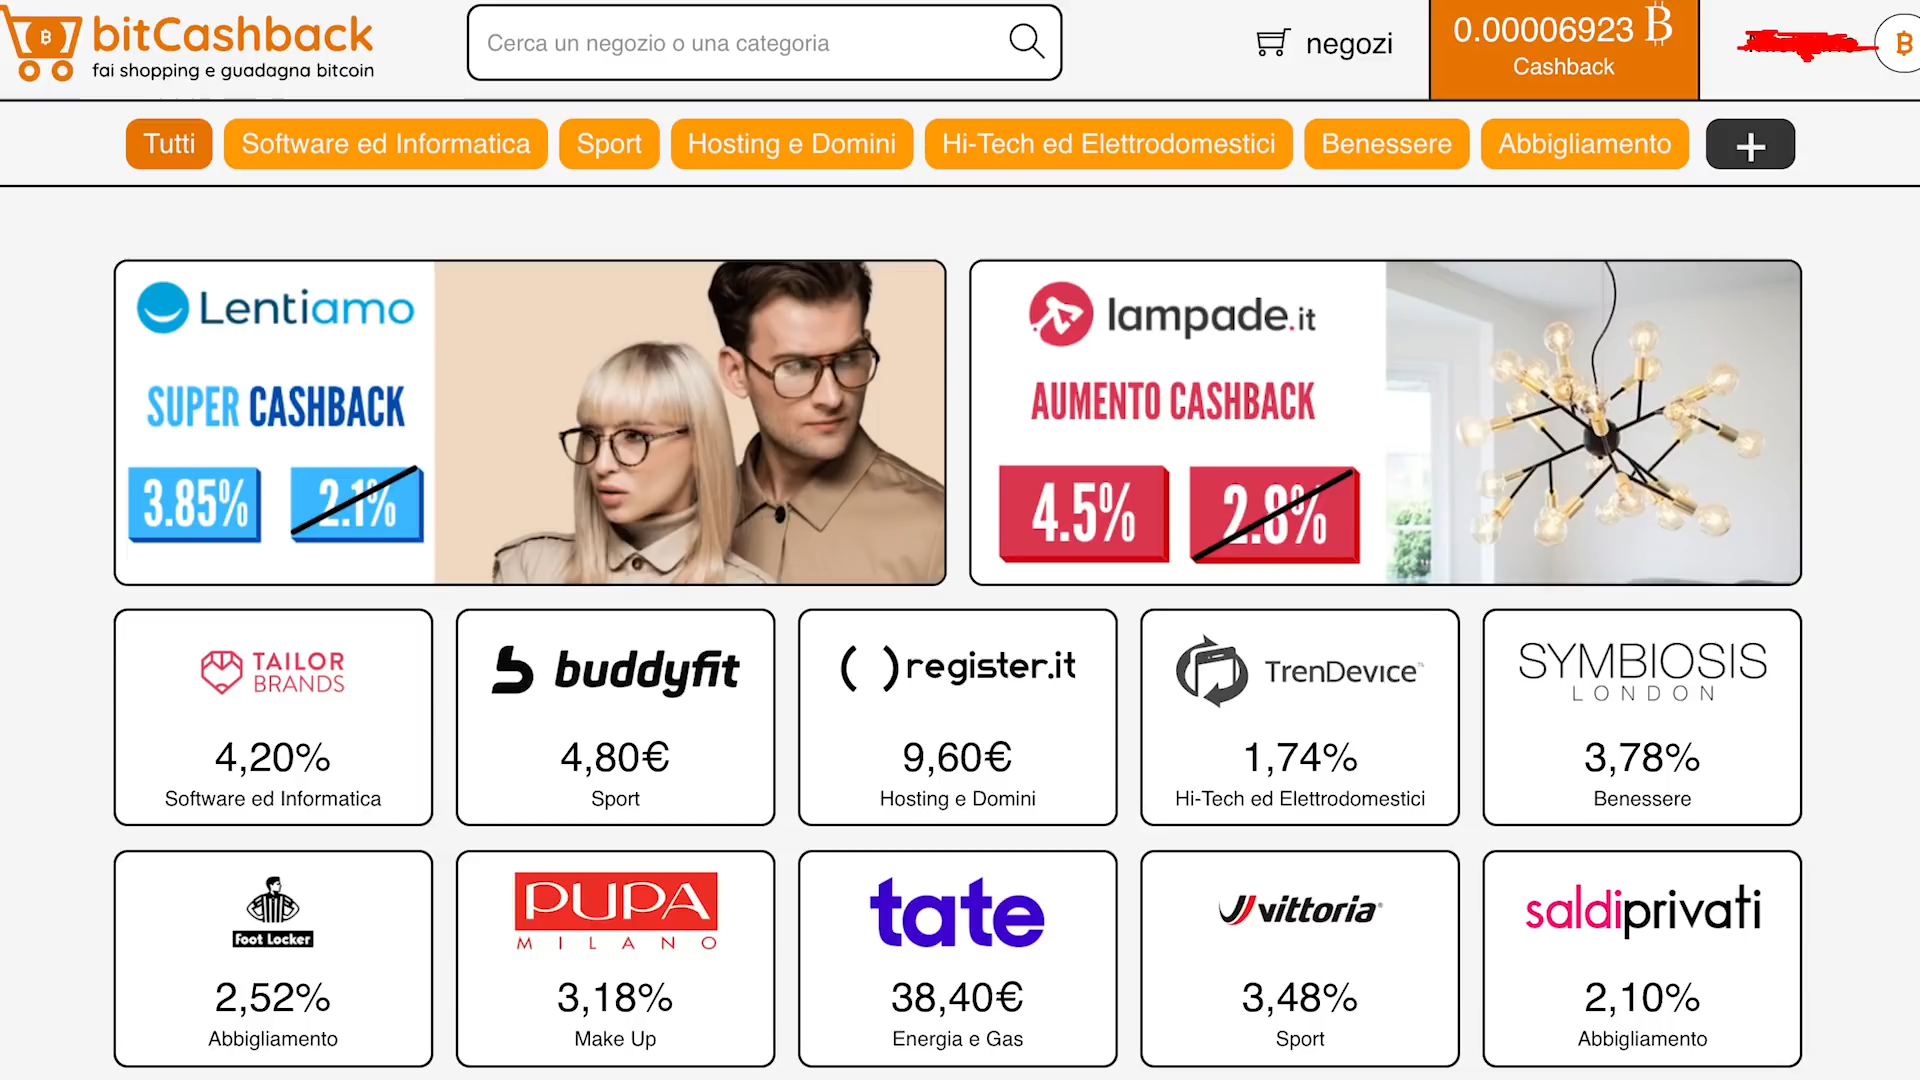 bitCashback
fai shopping e guadagna bitcoin
Cerca un negozio o una categoria
negozi
0.00006923 ₿
Cashback
Tutti
Software ed Informatica
Sport
Hosting e Domini
Hi-Tech ed Elettrodomestici
Benessere
Abbigliamento
+
Lentiamo
SUPER CASHBACK
3.85% 2.1%
lampade.it
AUMENTO CASHBACK
4.5% 2.8%
TAILOR
BRANDS
4,20%
Software ed Informatica
buddyfit
4,80€
Sport
register.it
9,60€
Hosting e Domini
TRENDEVICE
1,74%
Hi-Tech ed Elettrodomestici
SYMBIOSIS
LONDON
3,78%
Benessere
Foot Locker
2,52%
Abbigliamento
PUPA
MILANO
3,18%
Make Up
tate
38,40€
Energia e Gas
vittoria
3,48%
Sport
saldiprivati
2,10%
Abbigliamento